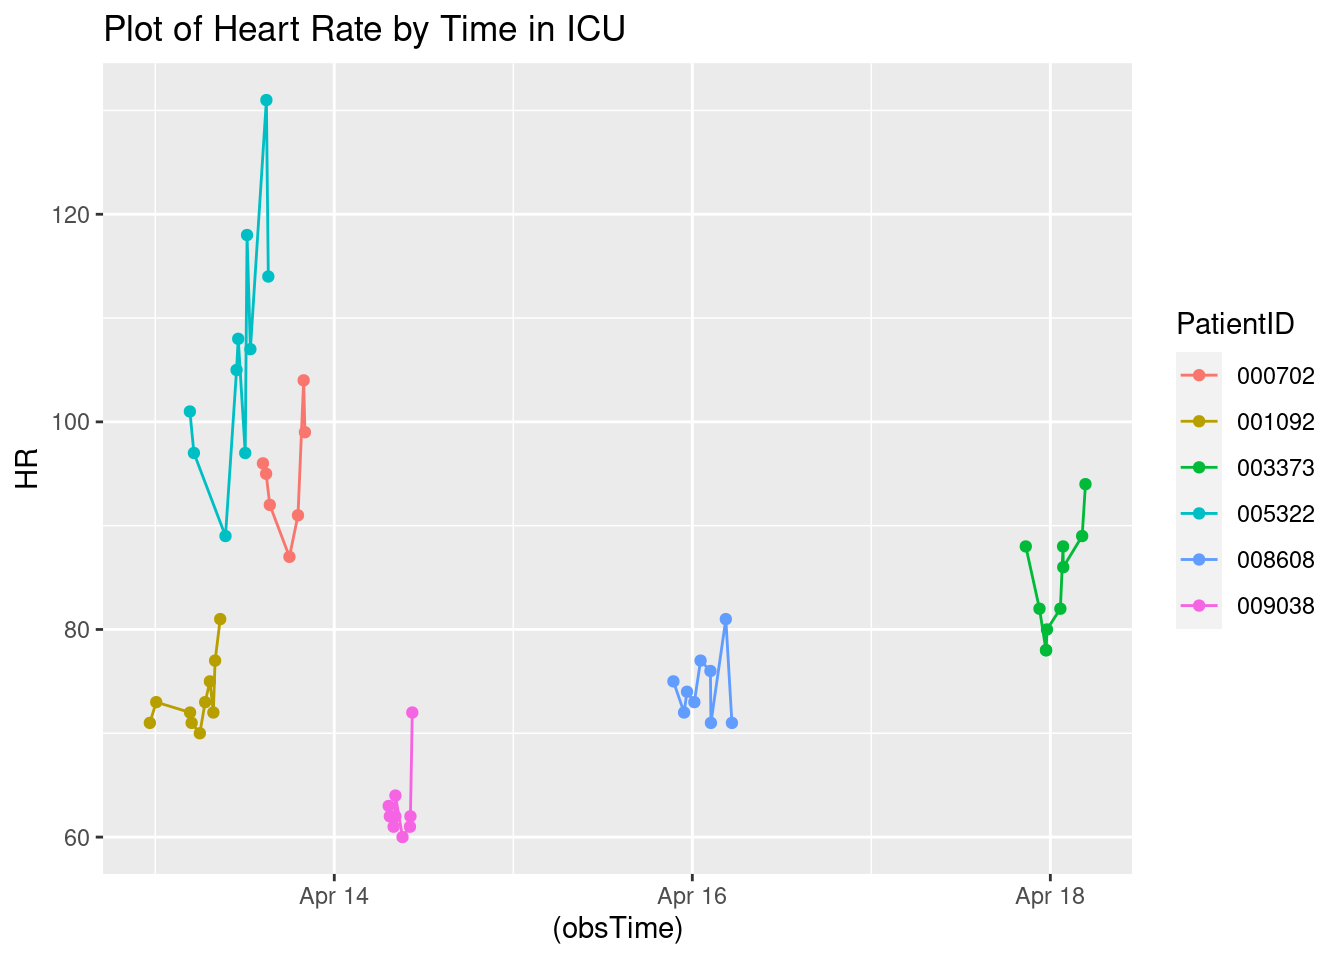 Plot of Heart Rate by Time in ICU
HR
120
100
80
60
Apr 14
Apr 16
Apr 18
(obsTime)
PatientID
000702
001092
003373
005322
008608
009038